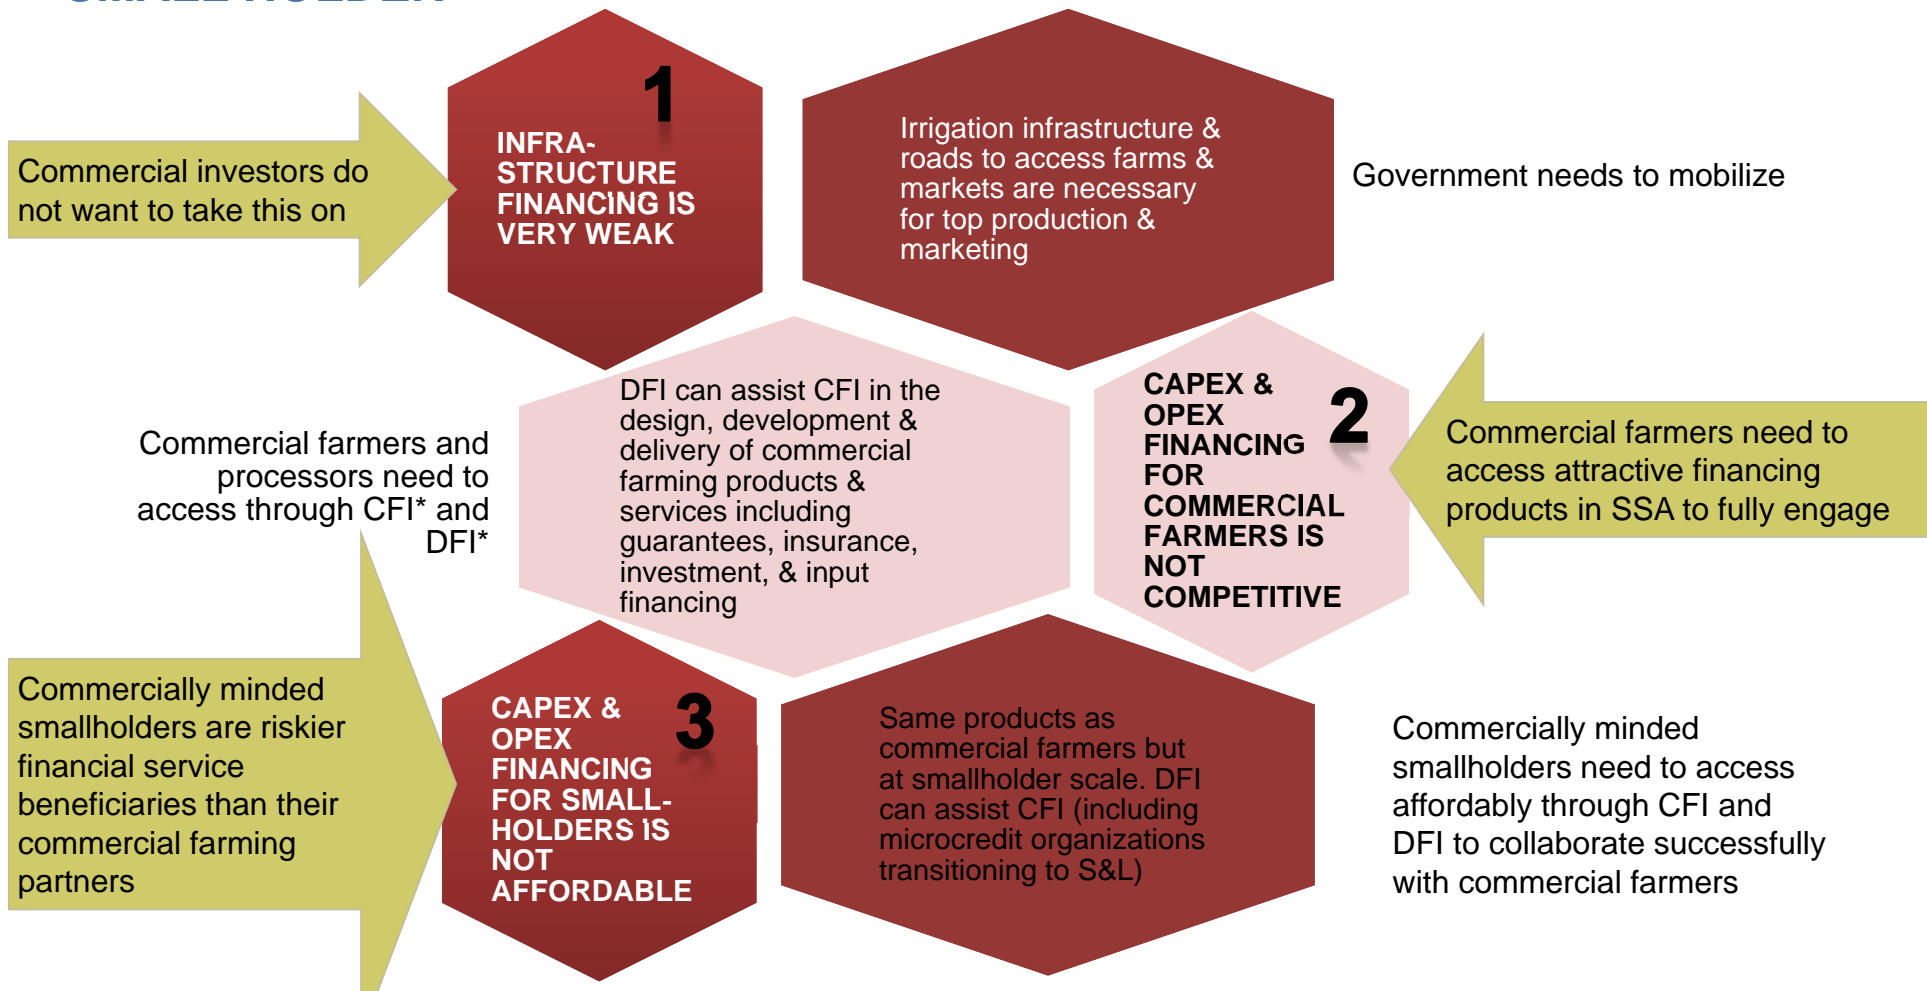 SMALL HOLDER
Commercial investors do
not want to take this on
1
INFRA-
STRUCTURE
FINANCING IS
VERY WEAK
Irrigation infrastructure &
roads to access farms &
markets are necessary
for top production &
marketing
Government needs to mobilize
Commercial farmers and
processors need to
access through CFI* and
DFI*
DFI can assist CFI in the
design, development &
delivery of commercial
farming products &
services including
guarantees, insurance,
investment, & input
financing
2
CAPEX &
OPEX
FINANCING
FOR
COMMERCIAL
FARMERS IS
NOT
COMPETITIVE
Commercial farmers need to
access attractive financing
products in SSA to fully engage
Commercially minded
smallholders are riskier
financial service
beneficiaries than their
commercial farming
partners
3
CAPEX &
OPEX
FINANCING
FOR SMALL-
HOLDERS IS
NOT
AFFORDABLE
Same products as
commercial farmers but
at smallholder scale. DFI
can assist CFI (including
microcredit organizations
transitioning to S&L)
Commercially minded
smallholders need to access
affordably through CFI and
DFI to collaborate successfully
with commercial farmers